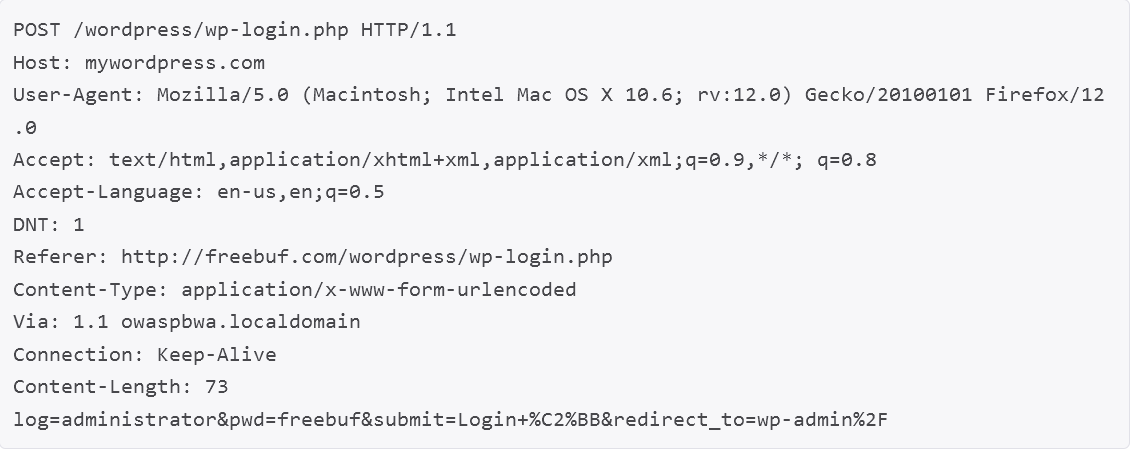 POST /wordpress/wp-login.php HTTP/1.1
Host: mywordpress.com
User-Agent: Mozilla/5.0 (Macintosh; Intel Mac OS X 10.6; rv:12.0) Gecko/20100101 Firefox/12
.0
Accept: text/html,application/xhtml+xml,application/xml;q=0.9,*/*; q=0.8
Accept-Language: en-us,en;q=0.5
DNT: 1
Referer: http://freebuf.com/wordpress/wp-login.php
Content-Type: application/x-www-form-urlencoded
Via: 1.1 owaspbwa.localdomain
Connection: Keep-Alive
Content-Length: 73
log=administrator&pwd=freebuf&submit=Login+%C2%BB&redirect_to=wp-admin%2F